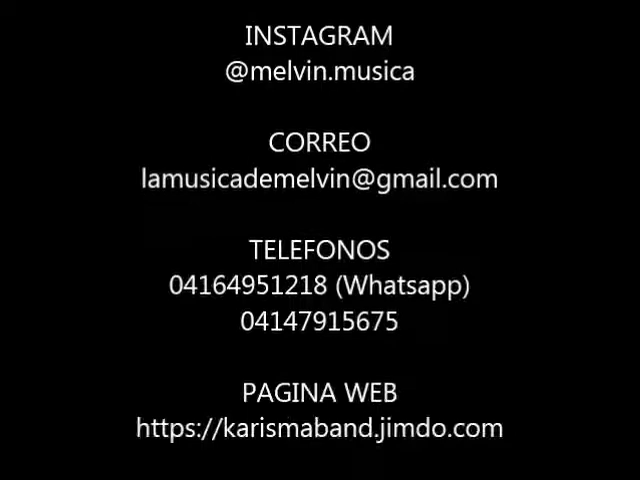 INSTAGRAM
@melvin.musica
CORREO
lamusicademelvin@gmail.com
TELEFONOS
04164951218 (Whatsapp)
04147915675
PAGINA WEB
https://karismaband.jimdo.com